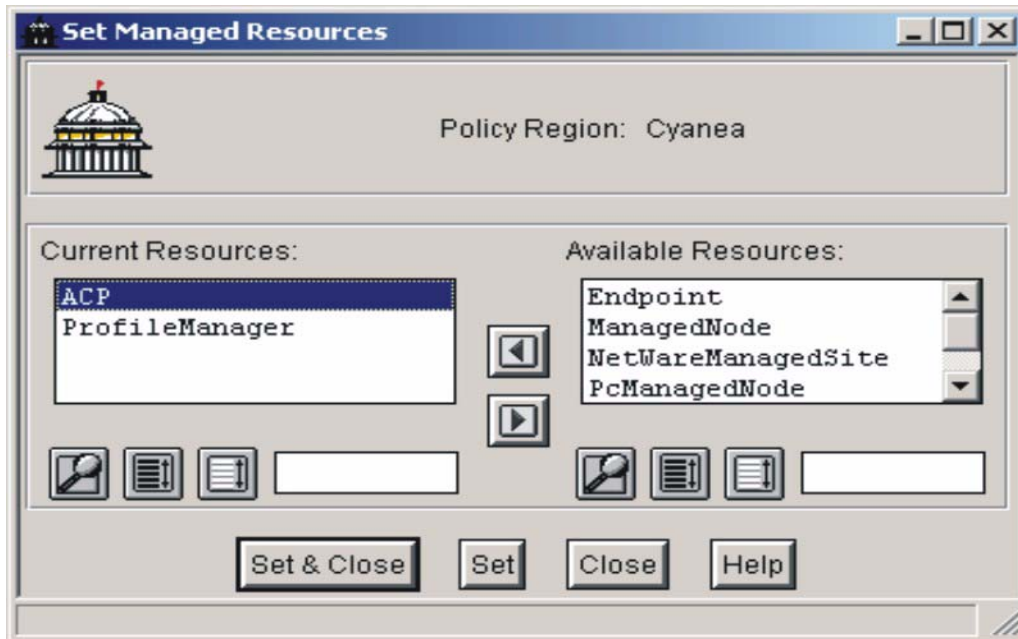 Set Managed Resources
Policy Region: Cyanea
Current Resources:
ACP
ProfileManager
Available Resources:
Endpoint
ManagedNode
NetWareManagedSite
PcManagedNode
Set & Close
Set
Close
Help